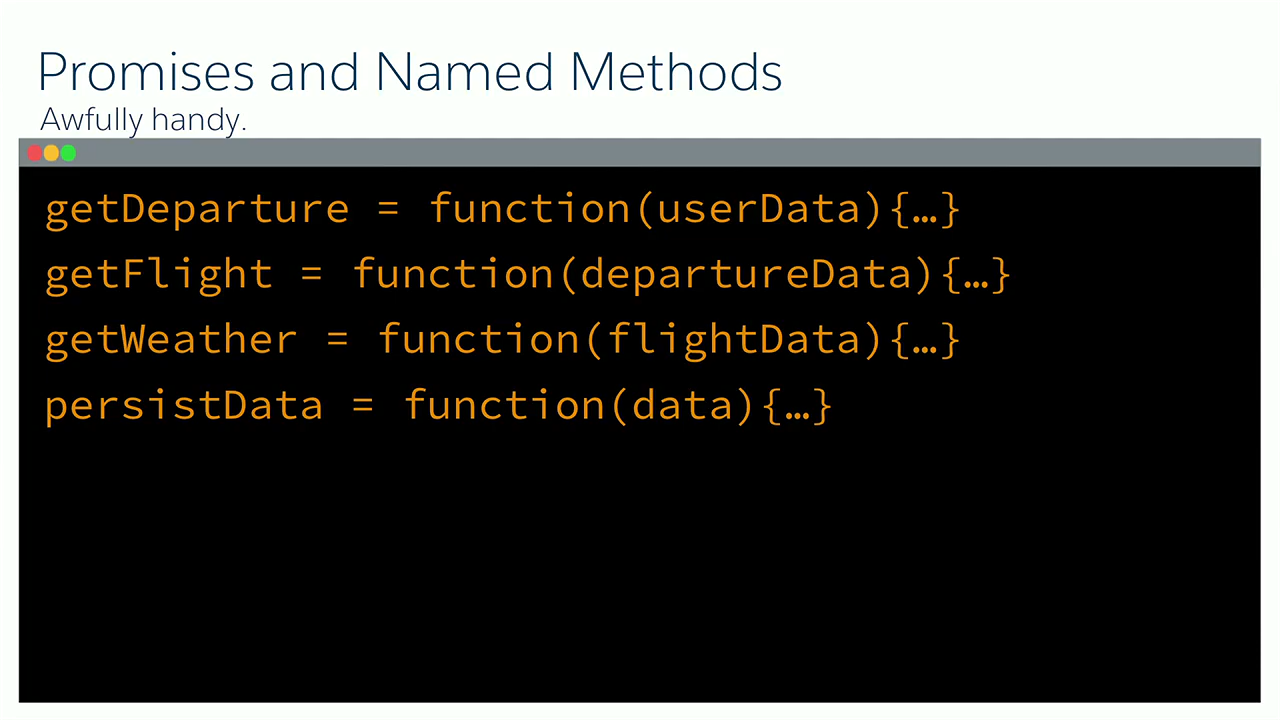 Promises and Named Methods
Awfully handy.
getDeparture = function(userData){…}
getFlight = function(departureData){…}
getWeather = function(flightData){…}
persistData = function(data){…}